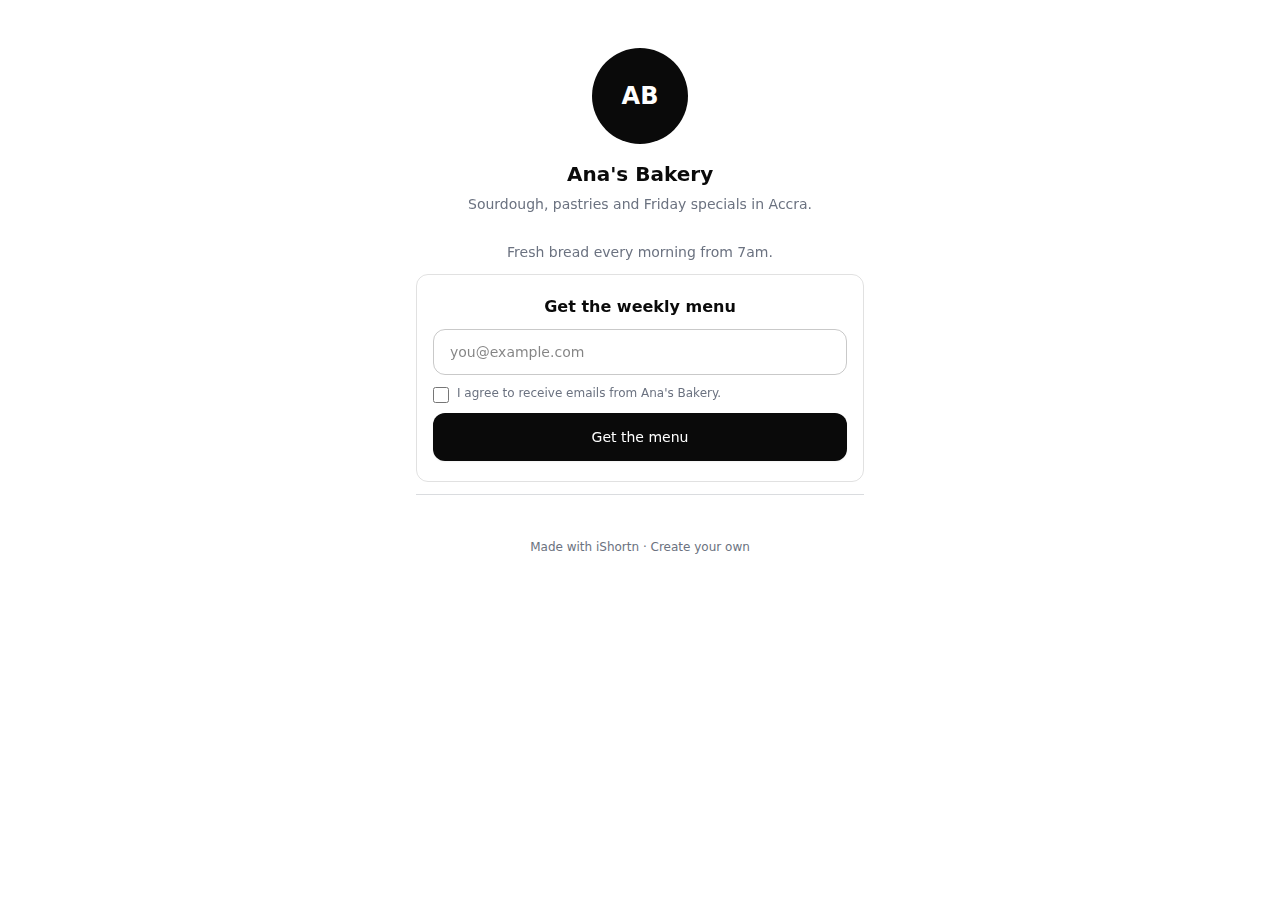 AB
Ana's Bakery
Sourdough, pastries and Friday specials in Accra.
Fresh bread every morning from 7am.
Get the weekly menu
you@example.com
I agree to receive emails from Ana's Bakery.
Get the menu
Made with iShortn · Create your own